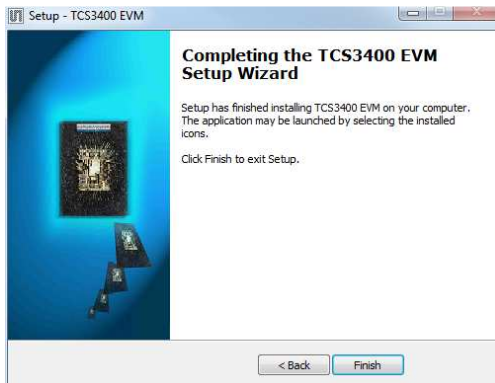 Setup - TCS3400 EVM
Completing the TCS3400 EVM
Setup Wizard
Setup has finished installing TCS3400 EVM on your computer.
The application may be launched by selecting the installed
icons.
Click Finish to exit Setup.
< Back
Finish